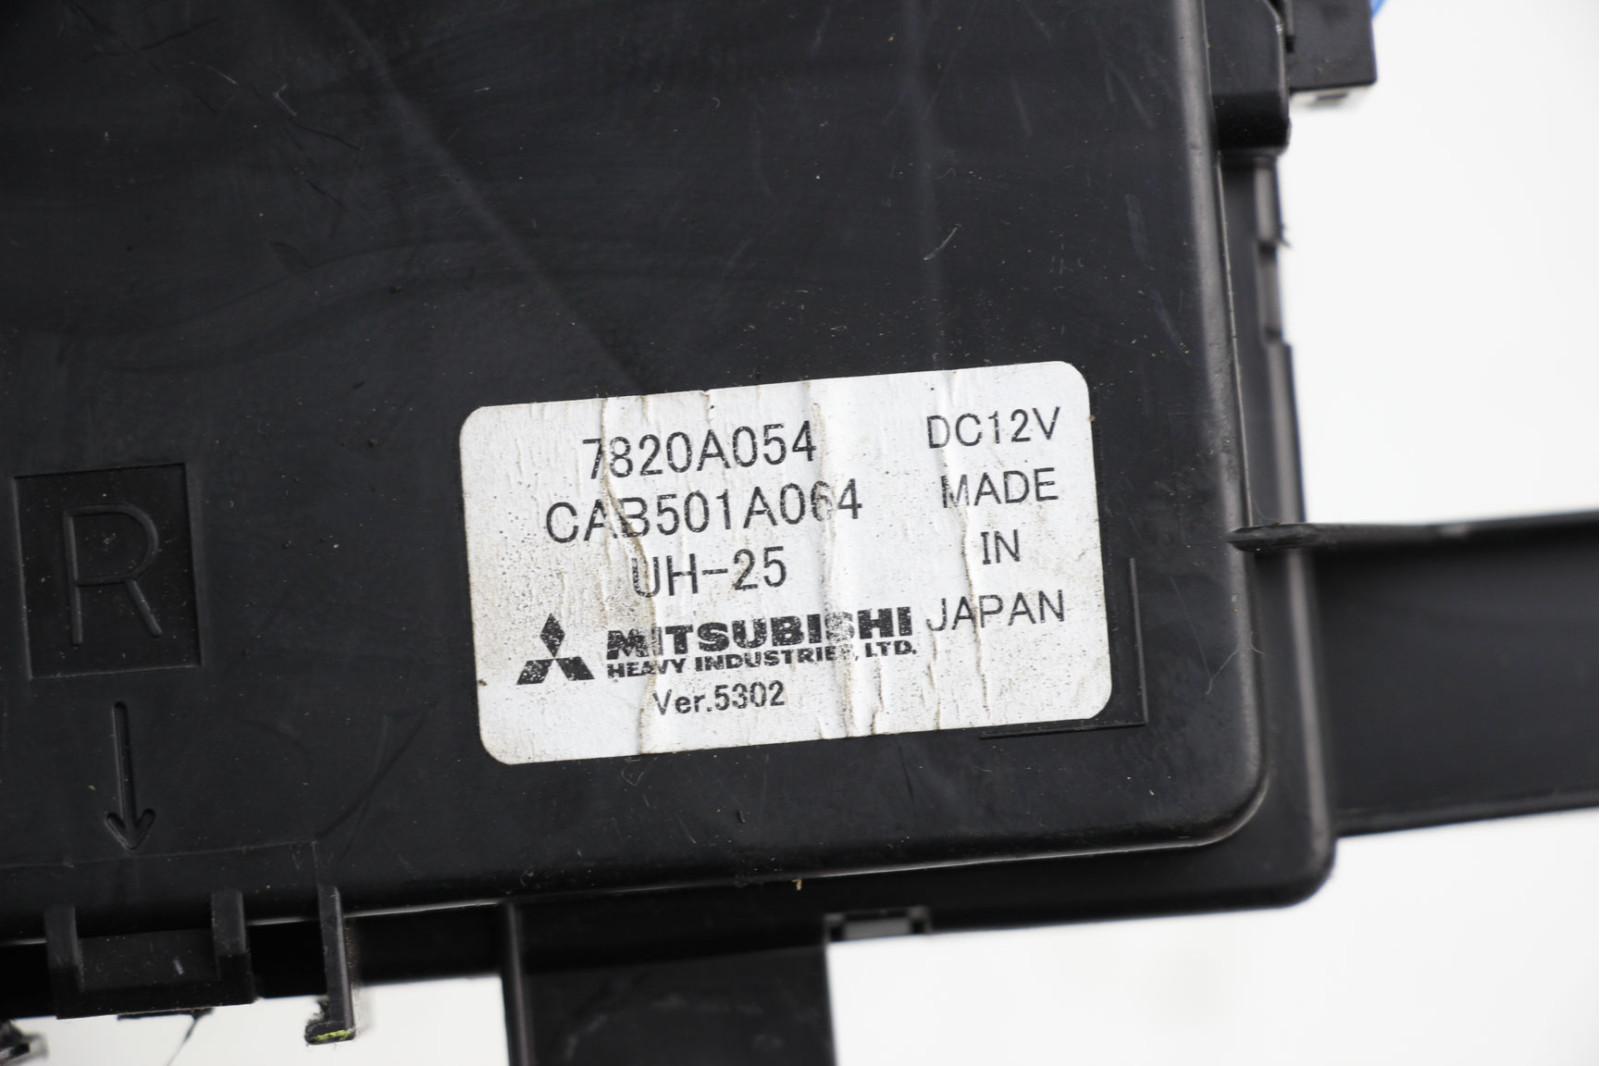 7820A054
CAB501A064
UH-25
MITSUBISHI
HEAVY INDUSTRIES, LTD.
Ver.5302
DC12V
MADE
IN
JAPAN
R